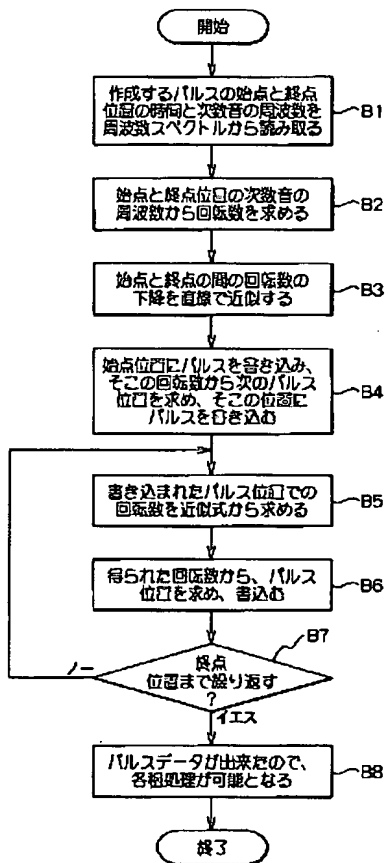 開始
作成するパルスの始点と終点
位置の時間と次数音の周波数を
周波数スペクトルから読み取る
B1
始点と終点位置の次数音の
周波数から回転数を求める
B2
始点と終点の間の回転数の
下降を直線で近似する
B3
始点位置にパルスを書き込み、
そこの回転数から次のパルス
位置を求め、そこの位置に
パルスを書き込む
B4
書き込まれたパルス位置での
回転数を近似式から求める
B5
得られた回転数から、パルス
位置を求め、書込む
B6
B7
終点
位置まで繰り返す
?
ノー
イエス
パルスデータが出来たので、
各種処理が可能となる
B8
終了